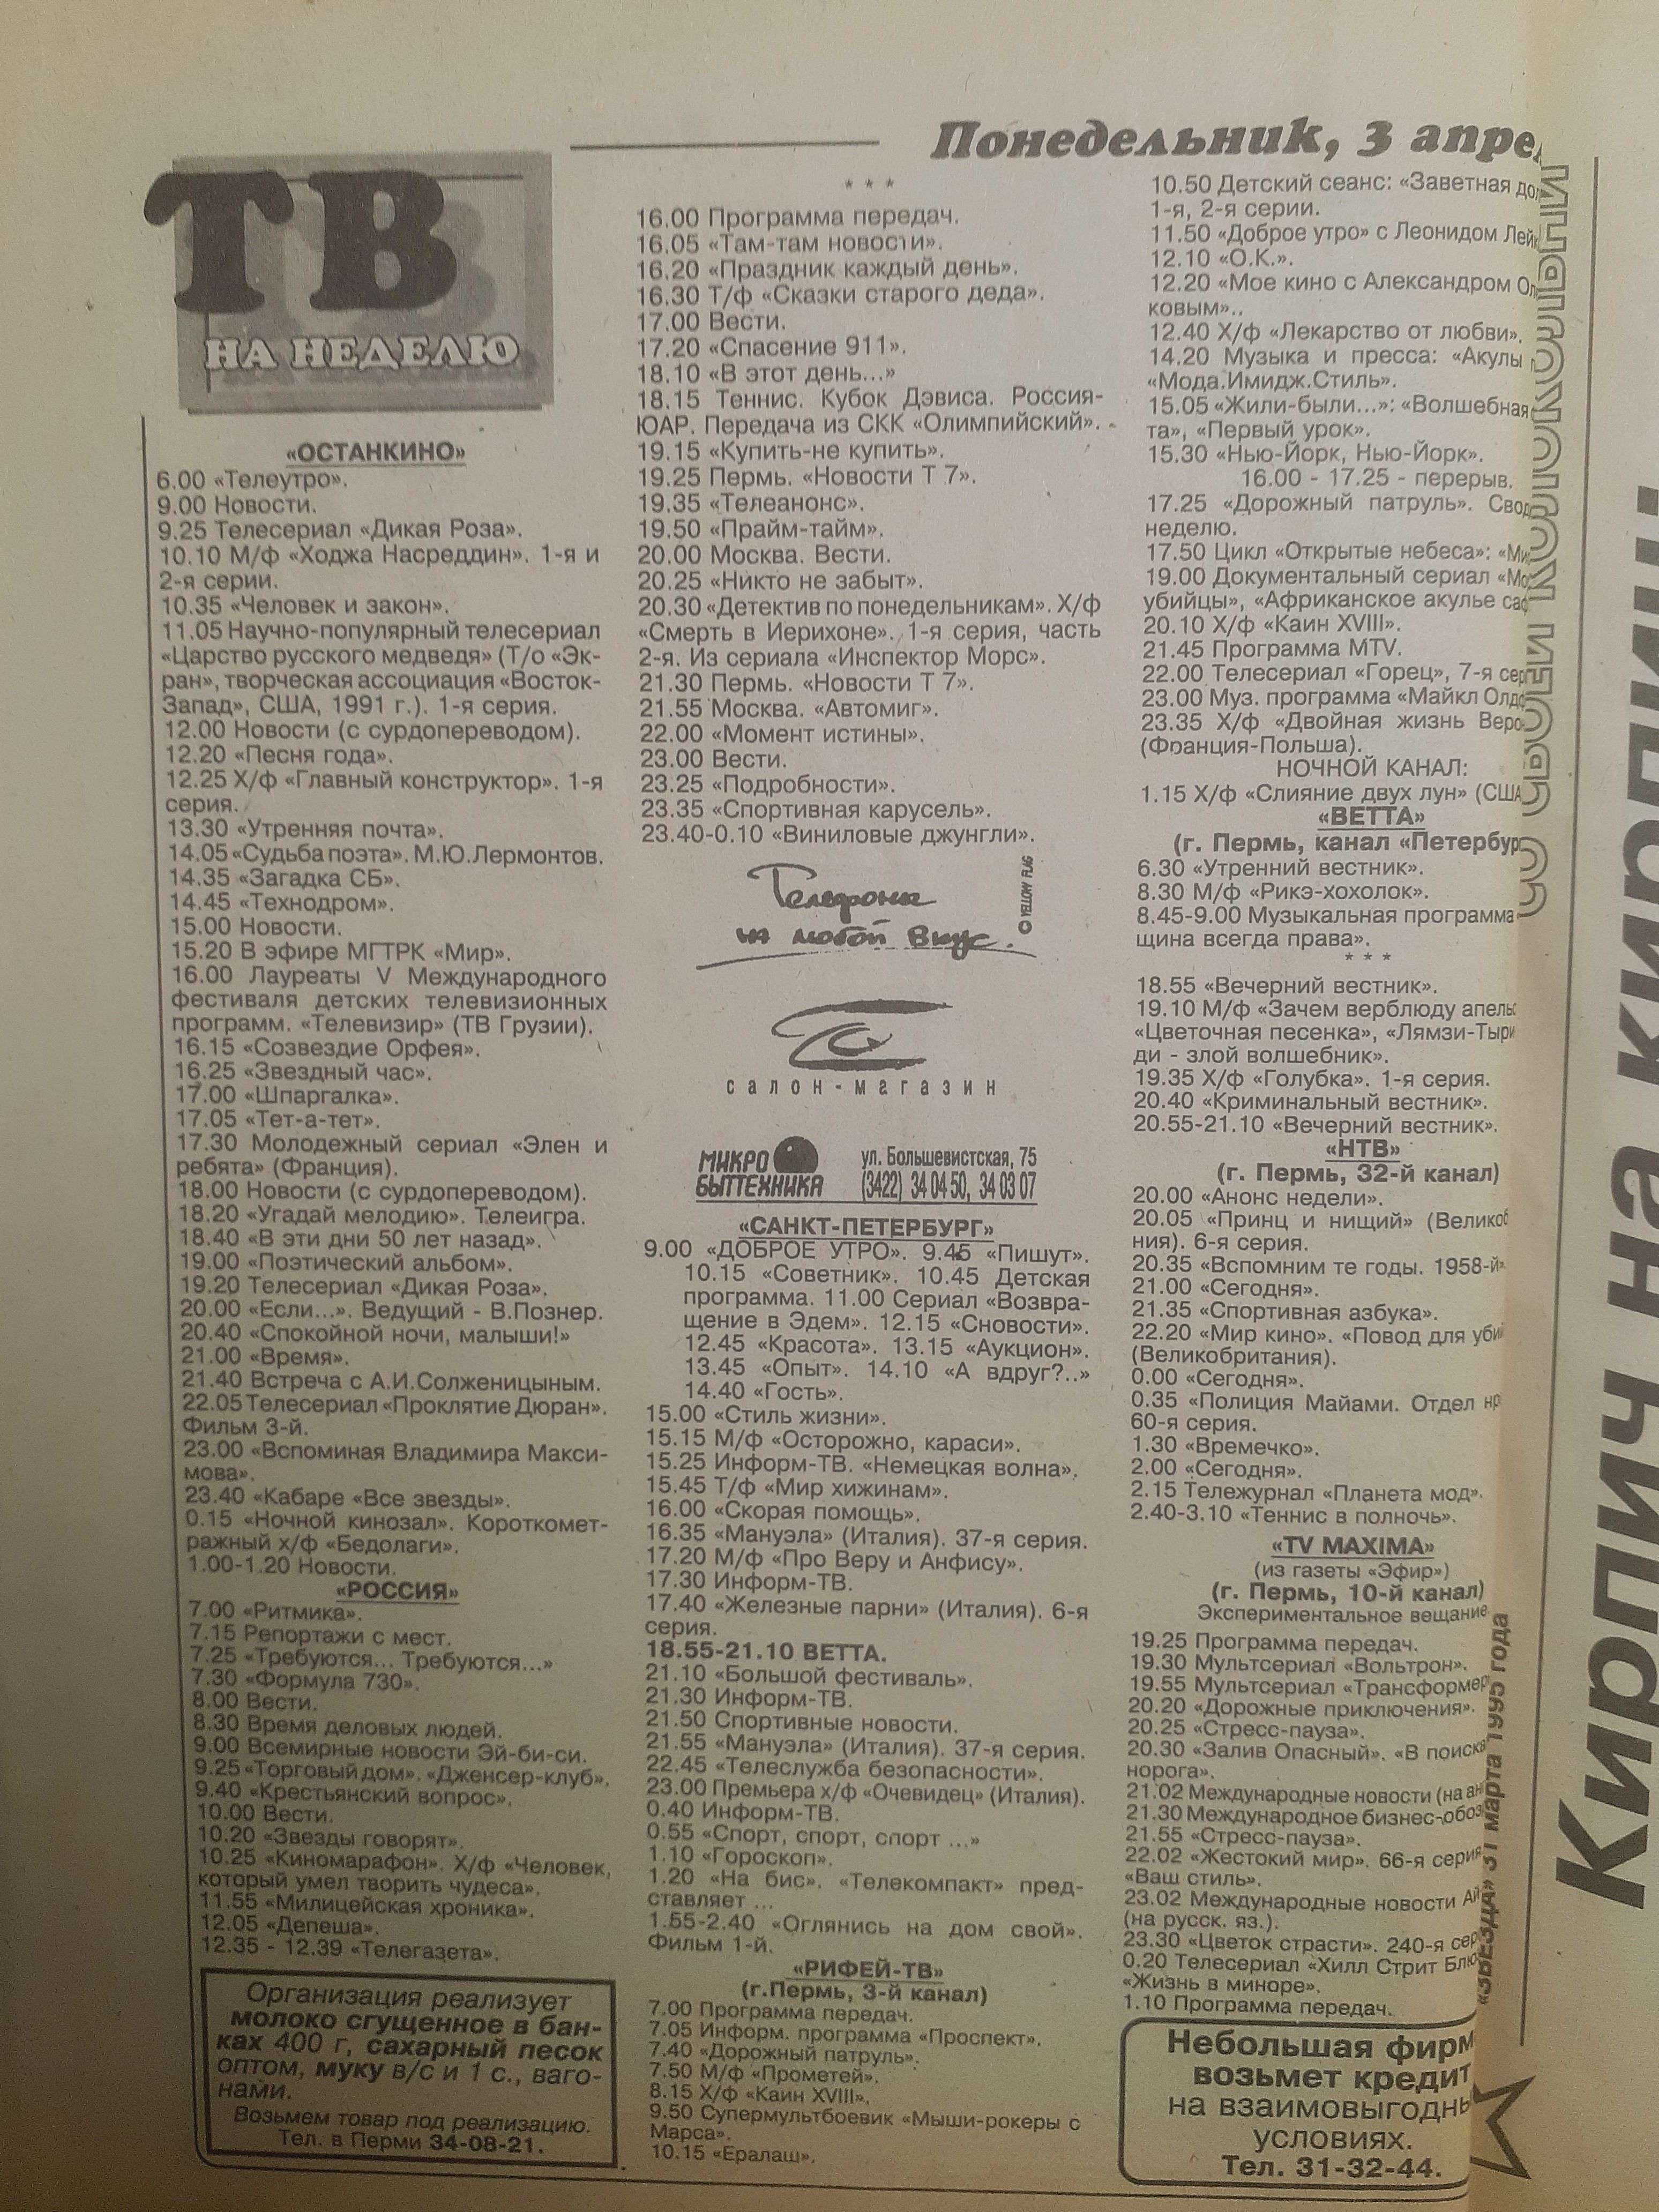 ТВ
НА НЕДЕЛЮ
Понедельник, 3
«ОСТАНКИНО»
6.00 «Телеутро».
9.00 Новости.
9.25 Телесериал «Дикая Роза».
10.10 М/ф «Ходжа Насреддин». 1-я и
2-я серии.
10.35 «Человек и закон».
11.05 Научно-популярный телесериал
«Царство русского медведя» (Т/о «Эк-
ран», творческая ассоциация «Восток-
Запад», США, 1991 г.). 1-я серия.
12.00 Новости (с сурдопереводом).
12.20 «Песня года».
12.25 Х/ф «Главный конструктор». 1-я
серия.
13.30 «Утренняя почта».
14.05 «Судьба поэта». М.Ю.Лермонтов.
14.35 «Загадка СБ».
14.45 «Технодром».
15.00 Новости.
15.20 В эфире МГТРК «Мир».
16.00 Лауреаты V Международного
фестиваля детских телевизионных
программ. «Телевизир» (ТВ Грузии).
16.15 «Созвездие Орфея».
16.25 «Звездный час».
17.00 «Шпаргалка».
17.05 «Тет-а-тет».
17.30 Молодежный сериал «Элен и
ребята» (Франция).
18.00 Новости (с сурдопереводом).
18.20 «Угадай мелодию». Телеигра.
18.40 «В эти дни 50 лет назад».
19.00 «Поэтический альбом».
19.20 Телесериал «Дикая Роза».
20.00 «Если...». Ведущий - В.Познер.
20.40 «Спокойной ночи, малыши!»
21.00 «Время».
21.40 Встреча с А.И.Солженицыным.
22.05 Телесериал «Проклятие Дюран».
Фильм 3-й.
23.00 «Вспоминая Владимира Макси-
мова».
23.40 «Кабаре «Все звезды».
0.15 «Ночной кинозал». Короткомет-
ражный х/ф «Бедолаги».
1.00-1.20 Новости.
«РОССИЯ»
7.00 «Ритмика».
7.15 Репортажи с мест.
7.25 «Требуются... Требуются...»
7.30 «Формула 730».
8.00 Вести.
8.30 Время деловых людей.
9.00 Всемирные новости Эй-би-си.
9.25 «Торговый дом». «Дженсер-клуб».
9.40 «Крестьянский вопрос».
10.00 Вести.
10.20 «Звезды говорят».
10.25 «Киномарафон». Х/ф «Человек,
который умел творить чудеса».
11.55 «Милицейская хроника».
12.05 «Депеша».
12.35 - 12.39 «Телегазета».
Организация реализует
молоко сгущенное в бан-
ках 400 г, сахарный песок
оптом, муку в/с и 1 с., ваго-
нами.
Возьмем товар под реализацию.
Тел. в Перми 34-08-21.
* * *
16.00 Программа передач.
16.05 «Там-там новости».
16.20 «Праздник каждый день».
16.30 Т/ф «Сказки старого деда».
17.00 Вести.
17.20 «Спасение 911».
18.10 «В этот день...»
18.15 Теннис. Кубок Дэвиса. Россия-
ЮАР. Передача из СКК «Олимпийский».
19.15 «Купить-не купить».
19.25 Пермь. «Новости Т 7».
19.35 «Телеанонс».
19.50 «Прайм-тайм».
20.00 Москва. Вести.
20.25 «Никто не забыт».
20.30 «Детектив по понедельникам». Х/ф
«Смерть в Иерихоне». 1-я серия, часть
2-я. Из сериала «Инспектор Морс».
21.30 Пермь. «Новости Т 7».
21.55 Москва. «Автомиг».
22.00 «Момент истины».
23.00 Вести.
23.25 «Подробности».
23.35 «Спортивная карусель».
23.40-0.10 «Виниловые джунгли».
Телефоны
на любой вкус.
© YELLOW FLAG
салон-магазин
МИКРО
БЫТТЕХНИКА
ул. Большевистская, 75
(3422) 34 04 50, 34 03 07
«САНКТ-ПЕТЕРБУРГ»
9.00 «ДОБРОЕ УТРО». 9.45 «Пишут».
10.15 «Советник». 10.45 Детская
программа. 11.00 Сериал «Возвра-
щение в Эдем». 12.15 «Сновости».
12.45 «Красота». 13.15 «Аукцион».
13.45 «Опыт». 14.10 «А вдруг?..»
14.40 «Гость».
15.00 «Стиль жизни».
15.15 М/ф «Осторожно, караси».
15.25 Информ-ТВ. «Немецкая волна».
15.45 Т/ф «Мир хижинам».
16.00 «Скорая помощь».
16.35 «Мануэла» (Италия). 37-я серия.
17.20 М/ф «Про Веру и Анфису».
17.30 Информ-ТВ.
17.40 «Железные парни» (Италия). 6-я
серия.
18.55-21.10 ВЕТТА.
21.10 «Большой фестиваль».
21.30 Информ-ТВ.
21.50 Спортивные новости.
21.55 «Мануэла» (Италия). 37-я серия.
22.45 «Телеслужба безопасности».
23.00 Премьера х/ф «Очевидец» (Италия).
0.40 Информ-ТВ.
0.55 «Спорт, спорт, спорт ...»
1.10 «Гороскоп».
1.20 «На бис». «Телекомпакт» пред-
ставляет ...
1.55-2.40 «Оглянись на дом свой».
Фильм 1-й.
«РИФЕЙ-ТВ»
(г.Пермь, 3-й канал)
7.00 Программа передач.
7.05 Информ. программа «Проспект».
7.40 «Дорожный патруль».
7.50 М/ф «Прометей».
8.15 Х/ф «Каин XVIII».
9.50 Супермультбоевик «Мыши-рокеры с
Марса».
10.15 «Ералаш».
10.50 Детский сеанс: «Заветная
1-я, 2-я серии.
11.50 «Доброе утро» с Леонидом
12.10 «О.К.».
12.20 «Мое кино с Александром
ковым»..
12.40 Х/ф «Лекарство от любви».
14.20 Музыка и пресса: «Акулы
«Мода.Имидж.Стиль».
15.05 «Жили-были...»: «Волшебная
та», «Первый урок».
15.30 «Нью-Йорк, Нью-Йорк».
16.00 - 17.25 - перерыв.
17.25 «Дорожный патруль».
неделю.
17.50 Цикл «Открытые небеса»:
19.00 Документальный сериал
убийцы», «Африканское акулье
20.10 Х/ф «Каин XVIII».
21.45 Программа MTV.
22.00 Телесериал «Горец», 7-я
23.00 Муз. программа «Майкл
23.35 Х/ф «Двойная жизнь
(Франция-Польша).
НОЧНОЙ КАНАЛ:
1.15 Х/ф «Слияние двух лун» (США
«ВЕТТА»
(г. Пермь, канал
6.30 «Утренний вестник».
8.30 М/ф «Рикэ-хохолок».
8.45-9.00 Музыкальная программа
щина всегда права».
* * *
18.55 «Вечерний вестник».
19.10 М/ф «Зачем верблюду
«Цветочная песенка»,
ди - злой волшебник».
19.35 Х/ф «Голубка». 1-я серия.
20.40 «Криминальный вестник».
20.55-21.10 «Вечерний вестник».
«НТВ»
(г. Пермь, 32-й канал)
20.00 «Анонс недели».
20.05 «Принц и нищий»
ния). 6-я серия.
20.35 «Вспомним те годы. 1958-й».
21.00 «Сегодня».
21.35 «Спортивная азбука».
22.20 «Мир кино». «Повод для
(Великобритания).
0.00 «Сегодня».
0.35 «Полиция Майами. Отдел
60-я серия.
1.30 «Времечко».
2.00 «Сегодня».
2.15 Тележурнал «Планета мод».
2.40-3.10 «Теннис в полночь».
«TV MAXIMA»
(из газеты «Эфир»)
(г. Пермь, 10-й канал)
Экспериментальное вещание
19.25 Программа передач.
19.30 Мультсериал «Вольтрон».
19.55 Мультсериал
20.20 «Дорожные приключения».
20.25 «Стресс-пауза».
20.30 «Залив Опасный». «В
норога».
21.02 Международные новости (на
21.30 Международное
21.55 «Стресс-пауза».
22.02 «Жестокий мир». 66-я серия
«Ваш стиль».
23.02 Международные новости
(на русск. яз.).
23.30 «Цветок страсти». 240-я
0.20 Телесериал «Хилл Стрит
«Жизнь в миноре».
1.10 Программа передач.
Небольшая
возьмет кредит
на
условиях.
Тел. 31-32-44.
«ЗВЕЗДА» 31 марта 1995 года
Кирпич на